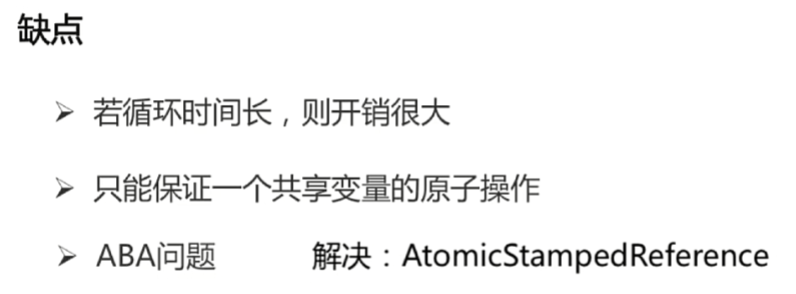 缺点
➢ 若循环时间长，则开销很大
➢ 只能保证一个共享变量的原子操作
➢ ABA问题 解决：AtomicStampedReference